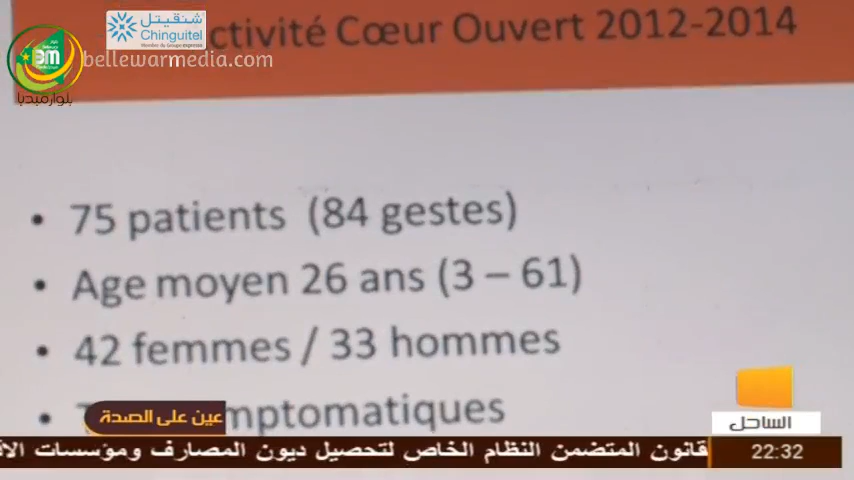 شنقيتل
Chinguitel
ctivité Cœur Ouvert 2012-2014
bellewarmedia.com
بلوارميديا
• 75 patients (84 gestes)
• Age moyen 26 ans (3 – 61)
• 42 femmes / 33 hommes
• mptomatiques
عين على الصحة
الساحل
قانون المتضمن النظام الخاص لتحصيل ديون المصارف ومؤسسات
22:32